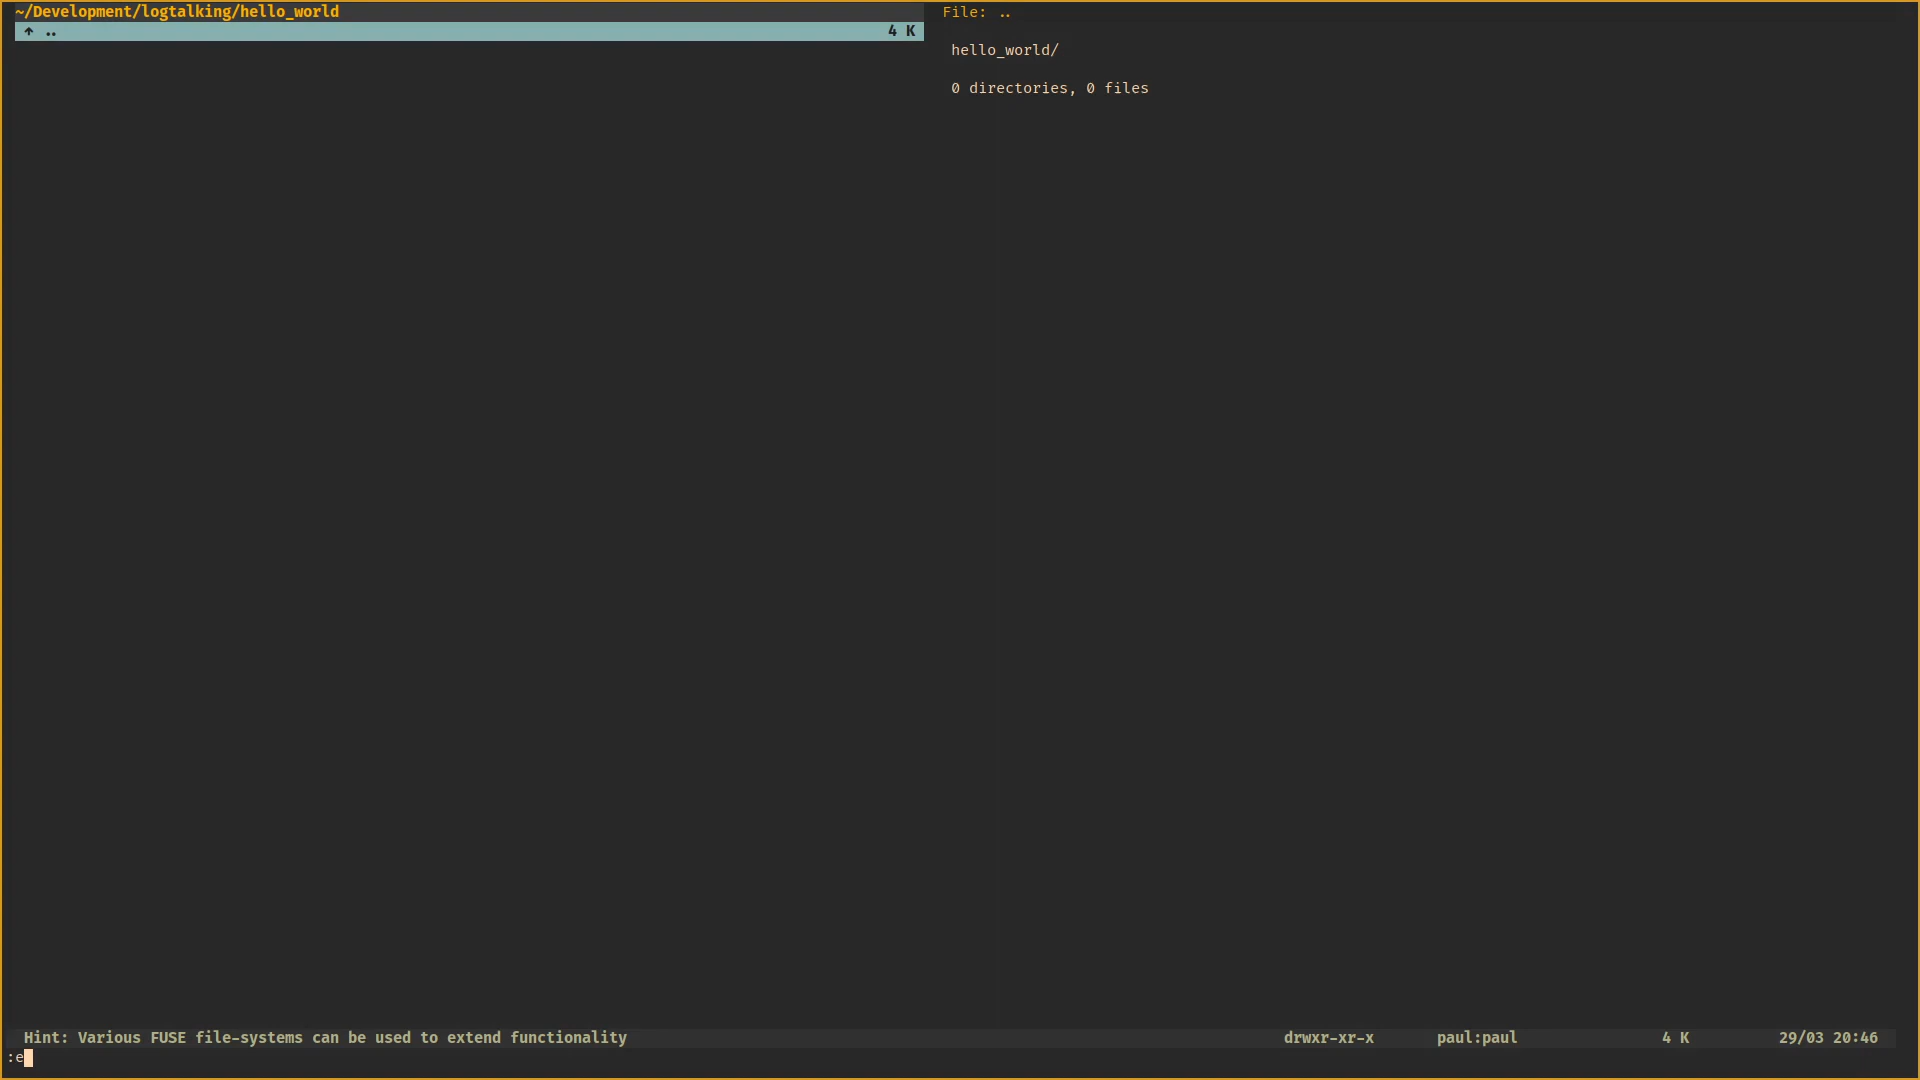 ~/Development/logtalking/hello_world
↑ .. 4 K
File: ..
hello_world/
0 directories, 0 files
Hint: Various FUSE file-systems can be used to extend functionality drwxr-xr-x paul:paul 4 K 29/03 20:46
:e